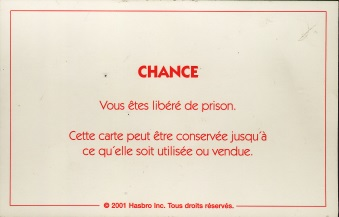 CHANCE
Vous êtes libéré de prison.
Cette carte peut être conservée jusqu'à
ce qu'elle soit utilisée ou vendue.
© 2001 Hasbro Inc. Tous droits réservés.